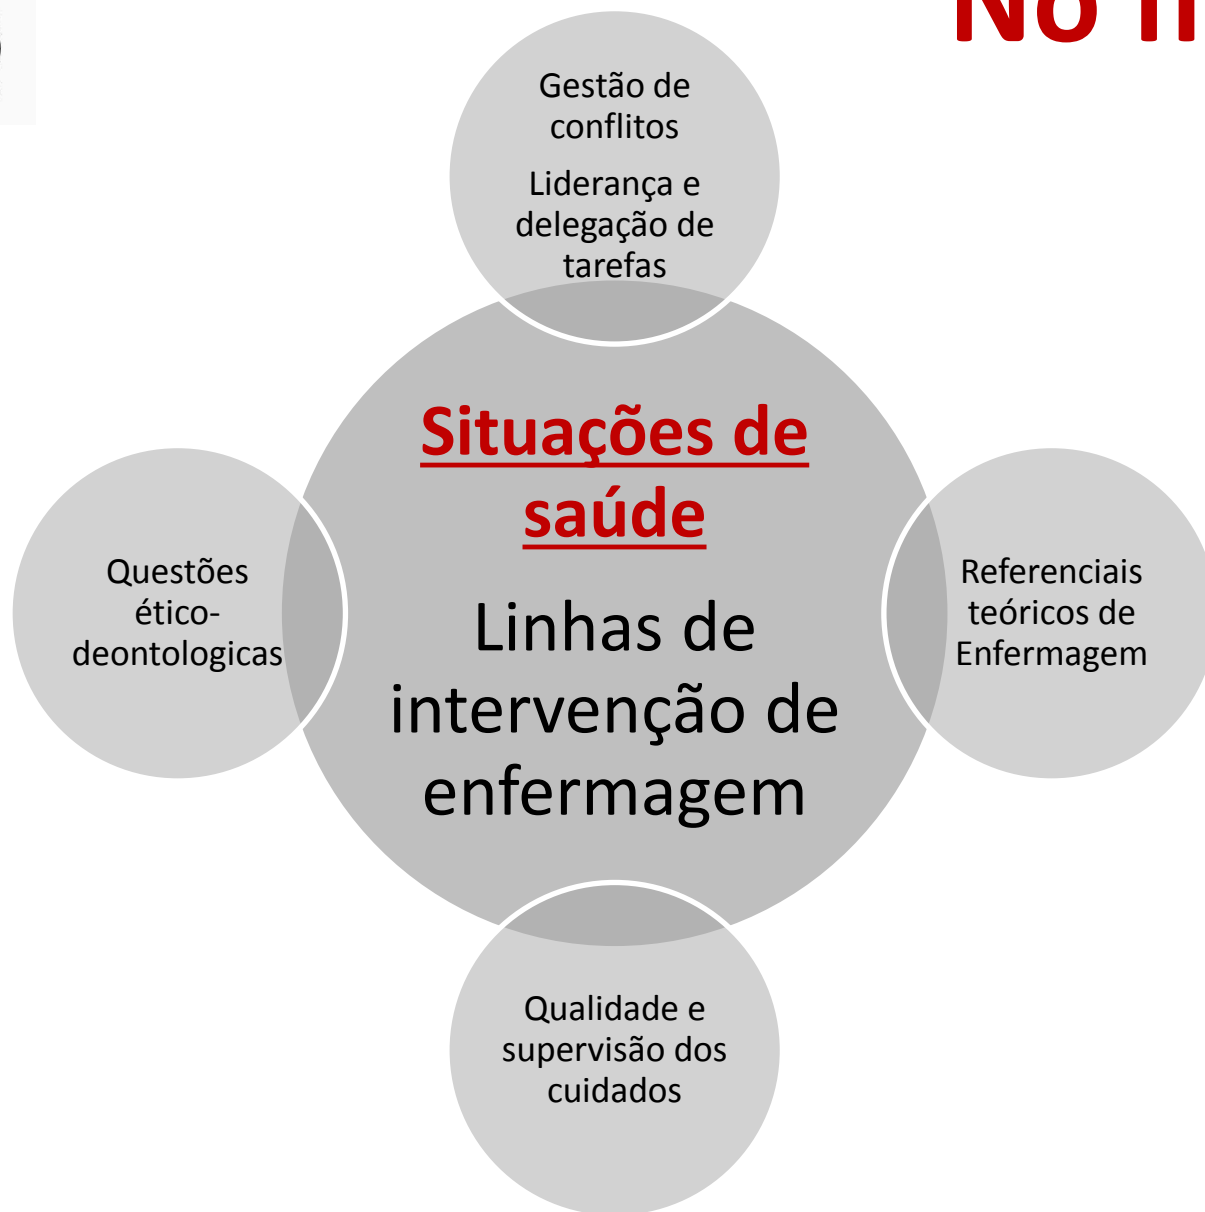 No
Gestão de
conflitos
Liderança e
delegação de
tarefas
Situações de
saúde
Linhas de
intervenção de
enfermagem
Questões
ético-
deontologicas
Referenciais
teóricos de
Enfermagem
Qualidade e
supervisão dos
cuidados